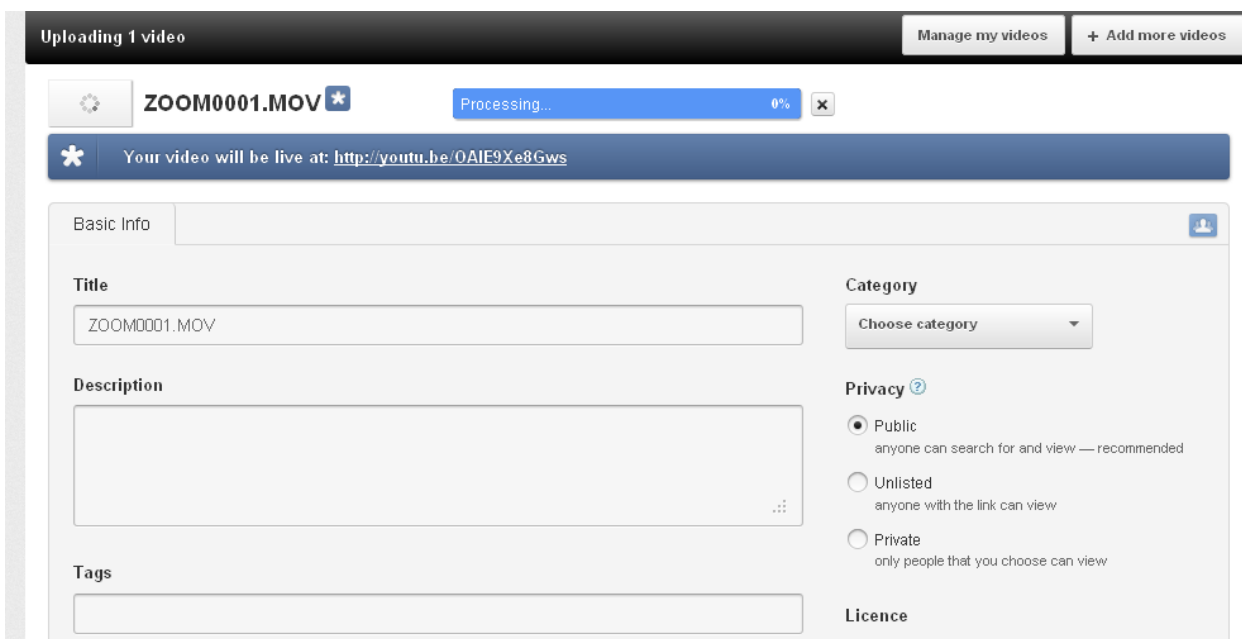 Uploading 1 video
Manage my videos
+ Add more videos
ZOOM0001.MOV
Processing... 0%
Your video will be live at: http://youtu.be/OAIE9Xe8Gws
Basic Info
Title
ZOOM0001.MOV
Description
Tags
Category
Choose category
Privacy ?
Public
anyone can search for and view — recommended
Unlisted
anyone with the link can view
Private
only people that you choose can view
Licence